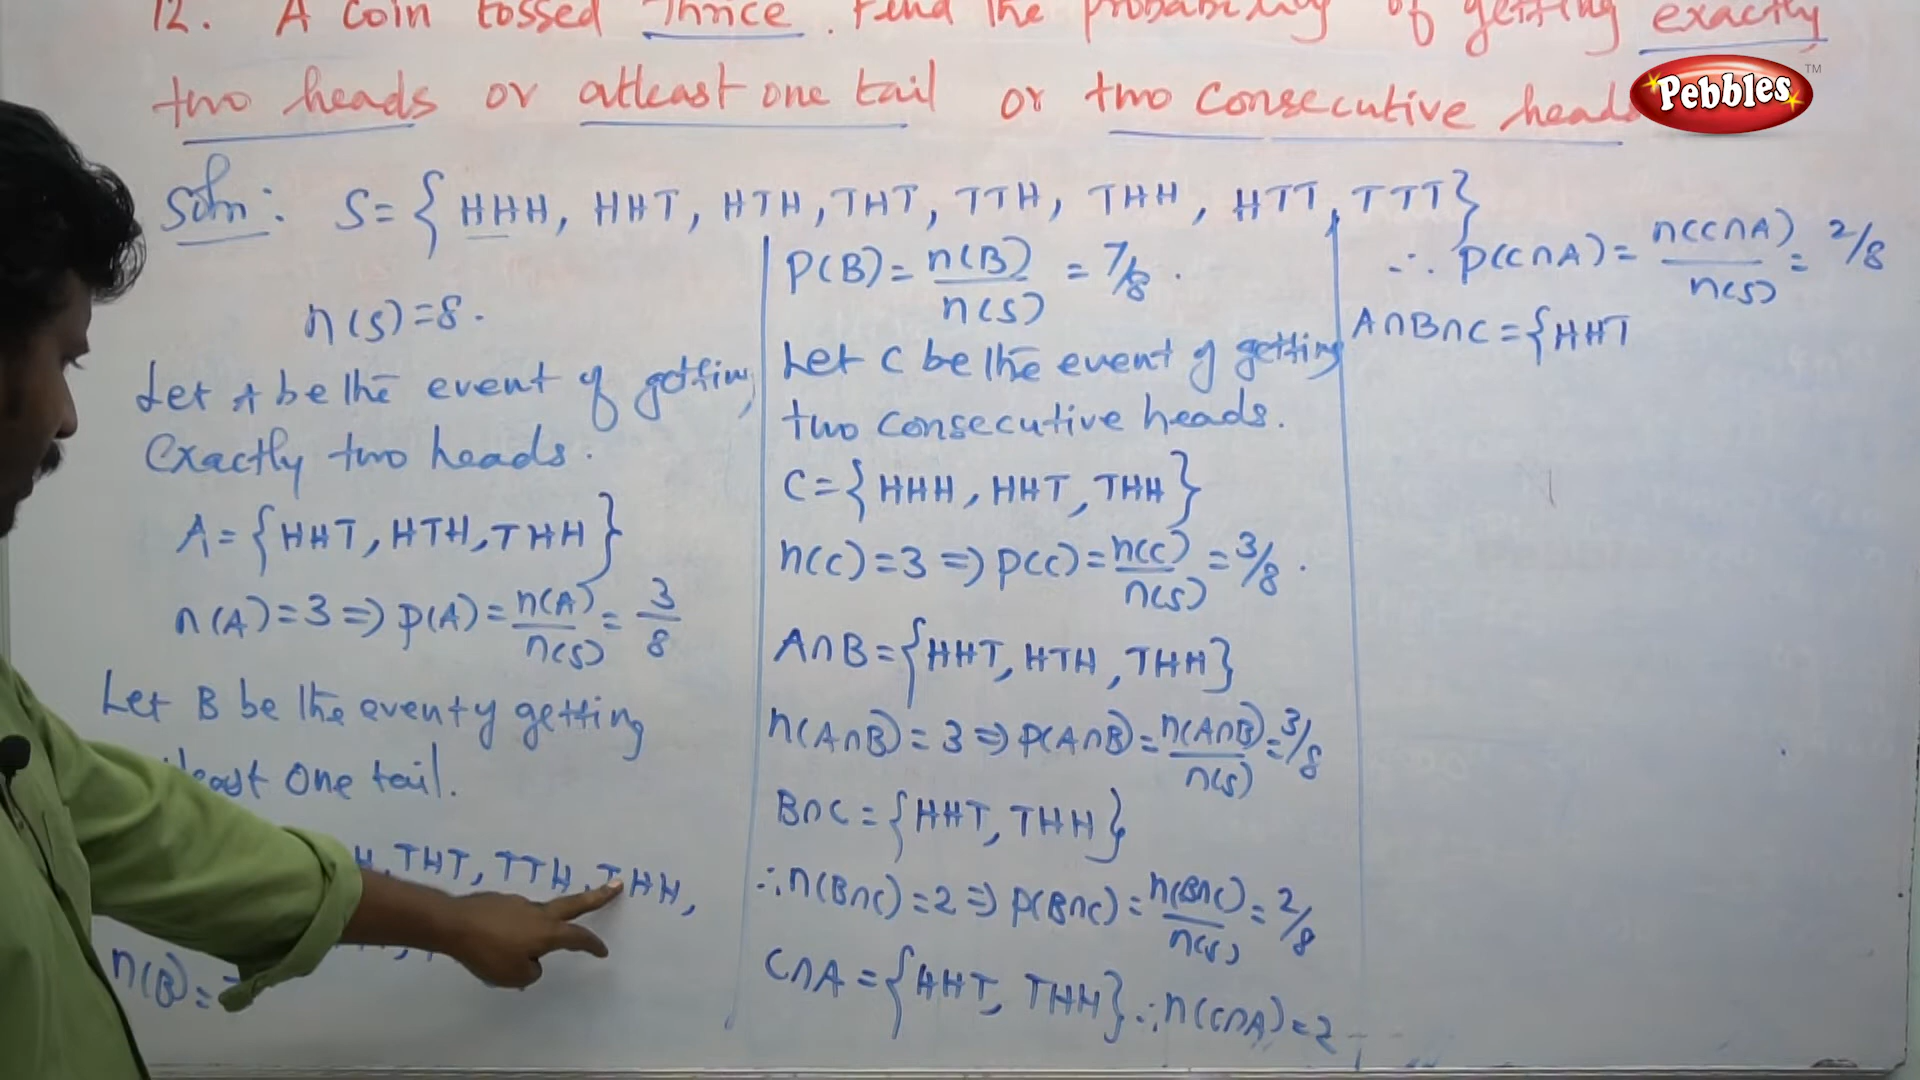 12. A coin tossed Thrice. Find the probability of getting exactly
two heads or atleast one tail or two consecutive heads
Pebbles TM
Soln: S = { HHH, HHT, HTH, THT, TTH, THH, HTT, TTT }
n(S) = 8.
Let A be the event of getting
exactly two heads.
A = { HHT, HTH, THH }
n(A) = 3 ⇒ P(A) = n(A)/n(S) = 3/8
Let B be the event of getting
least one tail.
H, THT, TTH, THH,
n(B) =
P(B) = n(B)/n(S) = 7/8.
Let C be the event of getting
two consecutive heads.
C = { HHH, HHT, THH }
n(C) = 3 ⇒ P(C) = n(C)/n(S) = 3/8.
A∩B = { HHT, HTH, THH }
n(A∩B) = 3 ⇒ P(A∩B) = n(A∩B)/n(S) = 3/8
B∩C = { HHT, THH }
∴ n(B∩C) = 2 ⇒ P(B∩C) = n(B∩C)/n(S) = 2/8
C∩A = { HHT, THH } ∴ n(C∩A) = 2
∴ P(C∩A) = n(C∩A)/n(S) = 2/8
A∩B∩C = { HHT